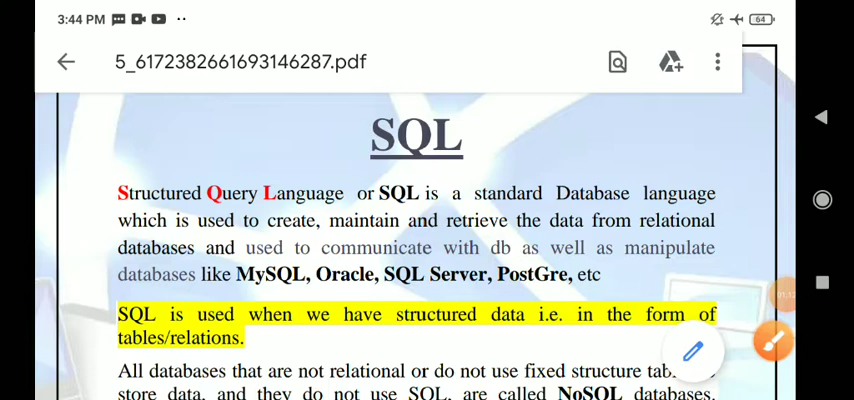 3:44 PM
64
5_6172382661693146287.pdf
SQL
Structured Query Language or SQL is a standard Database language
which is used to create, maintain and retrieve the data from relational
databases and used to communicate with db as well as manipulate
databases like MySQL, Oracle, SQL Server, PostGre, etc
SQL is used when we have structured data i.e. in the form of
tables/relations.
All databases that are not relational or do not use fixed structure
store data, and they do not use SQL, are called NoSQL databases.